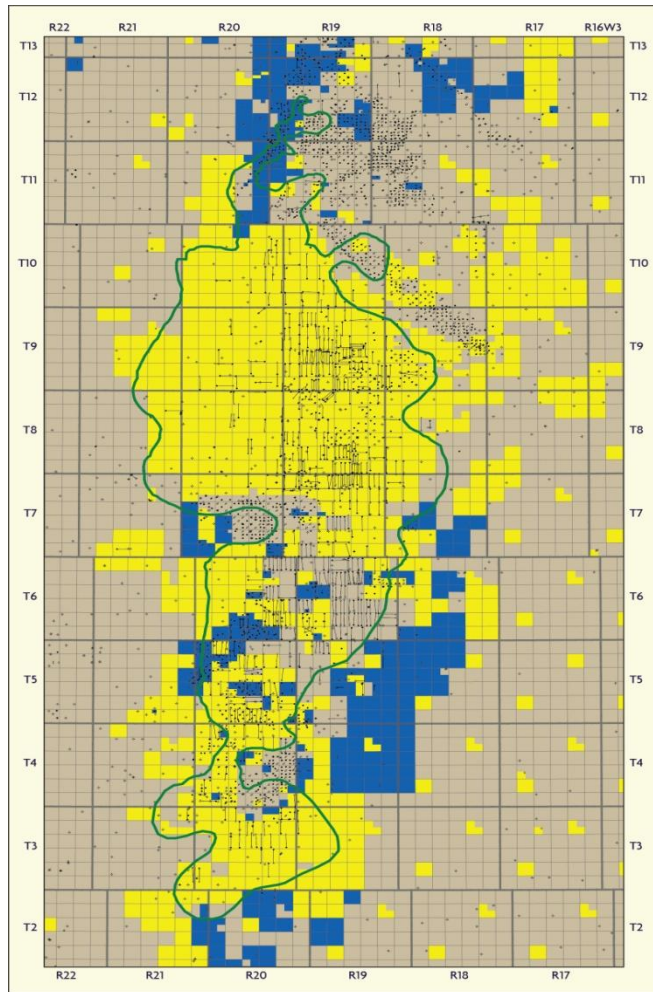 R22 R21 R20 R19 R18 R17 R16W3
T13 T13
T12 T12
T11 T11
T10 T10
T9 T9
T8 T8
T7 T7
T6 T6
T5 T5
T4 T4
T3 T3
T2 T2
R22 R21 R20 R19 R18 R17